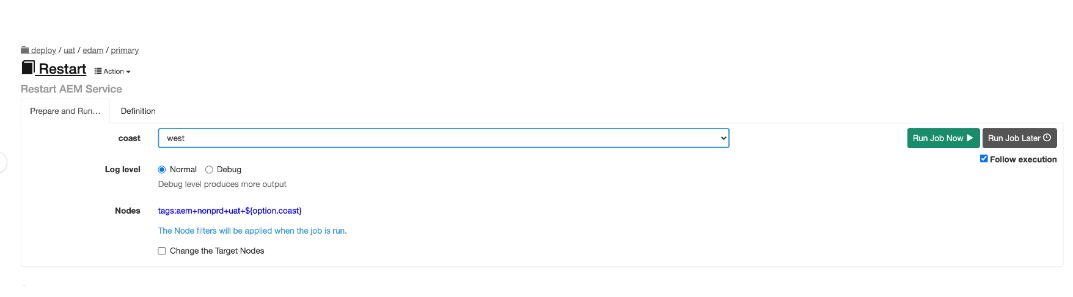 deploy / uat / edam / primary
Restart Action
Restart AEM Service
Prepare and Run... Definition
coast west Run Job Now Run Job Later
Follow execution
Log level Normal Debug
Debug level produces more output
Nodes tags:aem+nonprd+uat+${option.coast}
The Node filters will be applied when the job is run.
Change the Target Nodes